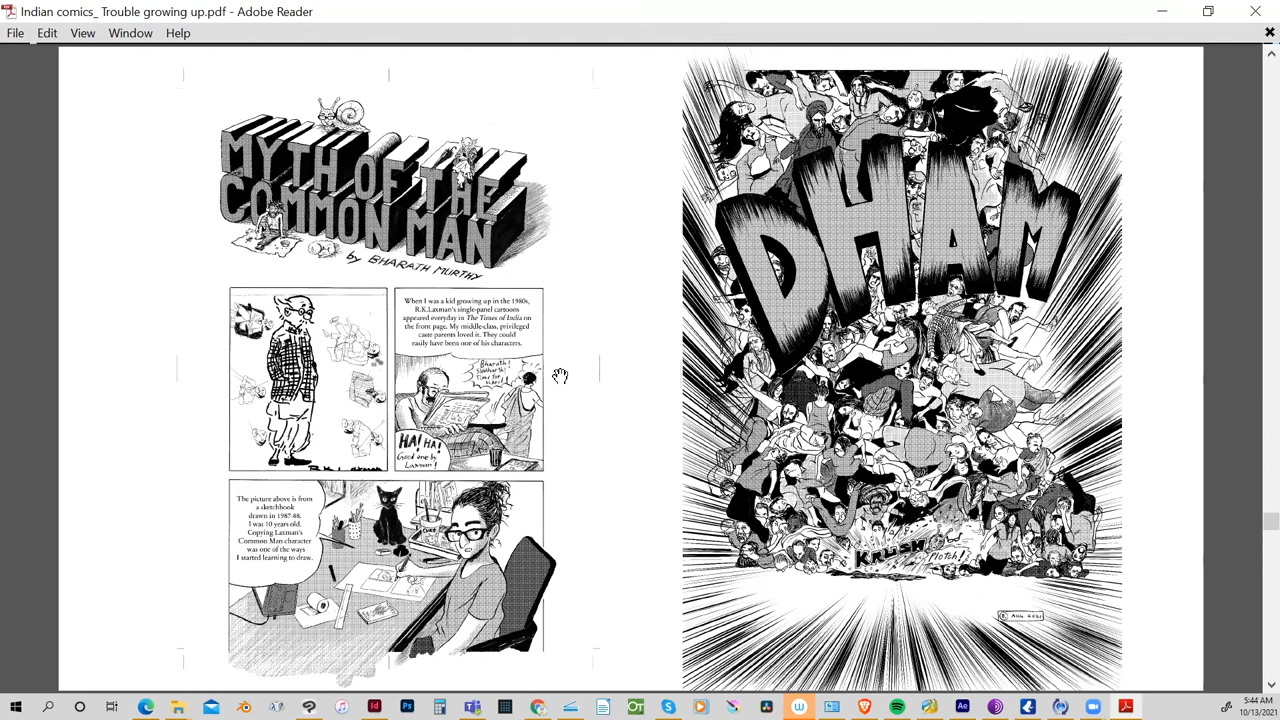 Indian comics_ Trouble growing up.pdf - Adobe Reader
File Edit View Window Help
MYTH OF THE
COMMON MAN
by BHARATH MURTHY
When I was a kid growing up in the 1980s,
R.K.Laxman's single-panel cartoons
appeared everyday in The Times of India on
the front page. My middle-class, privileged
caste parents loved it. They could
easily have been one of his characters.
Bharath!
Siddharth!
Time for
HA! HA!
Good one by
Laxman!
The picture above is from
a sketchbook
drawn in 1987-88.
I was 10 years old.
Copying Laxman's
Common Man character
was one of the ways
I started learning to draw.
DHAM
KRUSH
AUG 2021
5:44 AM
10/13/2021